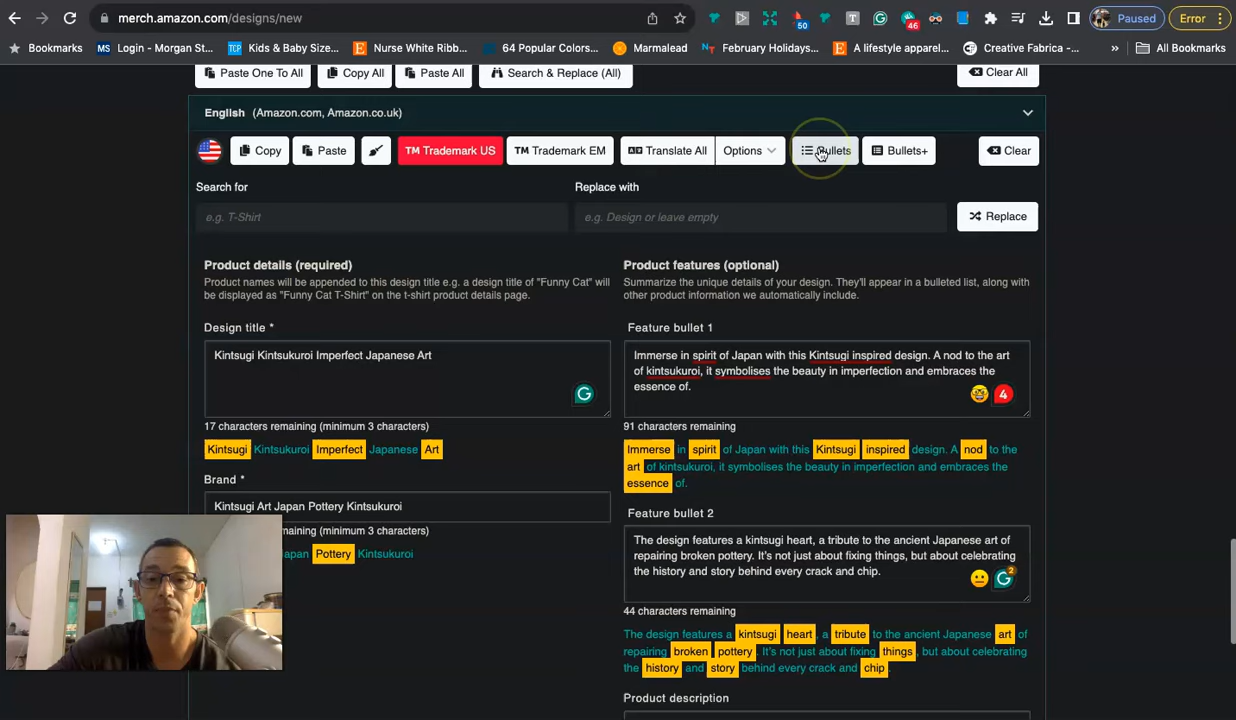 merch.amazon.com/designs/new
50
46
Paused
Error
Bookmarks
MS Login - Morgan St...
TCP Kids & Baby Size...
E Nurse White Ribb...
64 Popular Colors...
Marmalead
February Holidays...
E A lifestyle apparel...
Creative Fabrica -...
»
All Bookmarks
Paste One To All
Copy All
Paste All
Search & Replace (All)
Clear All
English (Amazon.com, Amazon.co.uk)
Copy
Paste
TM Trademark US
TM Trademark EM
Translate All
Options
Bullets
Bullets+
Clear
Search for
Replace with
e.g. T-Shirt
e.g. Design or leave empty
Replace
Product details (required)
Product names will be appended to this design title e.g. a design title of "Funny Cat" will
be displayed as "Funny Cat T-Shirt" on the t-shirt product details page.
Product features (optional)
Summarize the unique details of your design. They'll appear in a bulleted list, along with
other product information we automatically include.
Design title *
Kintsugi Kintsukuroi Imperfect Japanese Art
17 characters remaining (minimum 3 characters)
Kintsugi Kintsukuroi Imperfect Japanese Art
Brand *
Kintsugi Art Japan Pottery Kintsukuroi
remaining (minimum 3 characters)
Japan Pottery Kintsukuroi
Feature bullet 1
Immerse in spirit of Japan with this Kintsugi inspired design. A nod to the art
of kintsukuroi, it symbolises the beauty in imperfection and embraces the
essence of.
4
91 characters remaining
Immerse in spirit of Japan with this Kintsugi inspired design. A nod to the
art of kintsukuroi, it symbolises the beauty in imperfection and embraces the
essence of.
Feature bullet 2
The design features a kintsugi heart, a tribute to the ancient Japanese art of
repairing broken pottery. It's not just about fixing things, but about celebrating
the history and story behind every crack and chip.
2
44 characters remaining
The design features a kintsugi heart, a tribute to the ancient Japanese art of
repairing broken pottery. It's not just about fixing things, but about celebrating
the history and story behind every crack and chip.
Product description